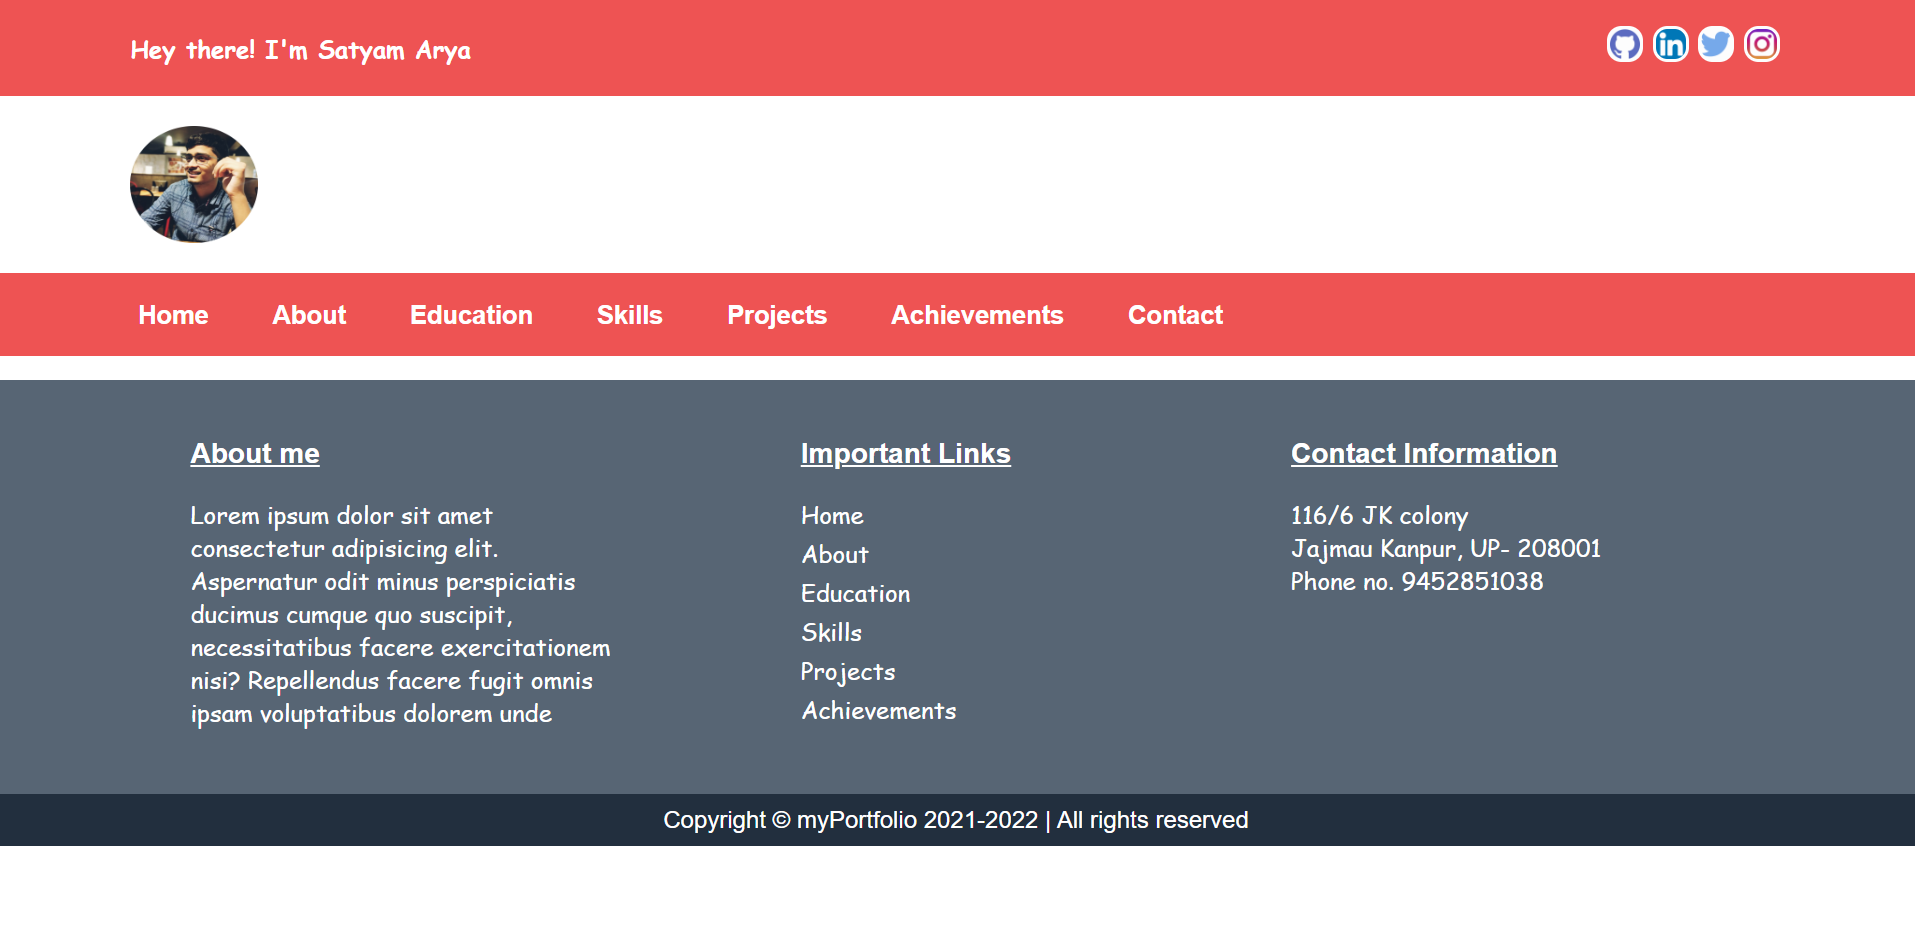 Hey there! I'm Satyam Arya
in
Home About Education Skills Projects Achievements Contact
About me
Lorem ipsum dolor sit amet
consectetur adipisicing elit.
Aspernatur odit minus perspiciatis
ducimus cumque quo suscipit,
necessitatibus facere exercitationem
nisi? Repellendus facere fugit omnis
ipsam voluptatibus dolorem unde
Important Links
Home
About
Education
Skills
Projects
Achievements
Contact Information
116/6 JK colony
Jajmau Kanpur, UP- 208001
Phone no. 9452851038
Copyright © myPortfolio 2021-2022 | All rights reserved